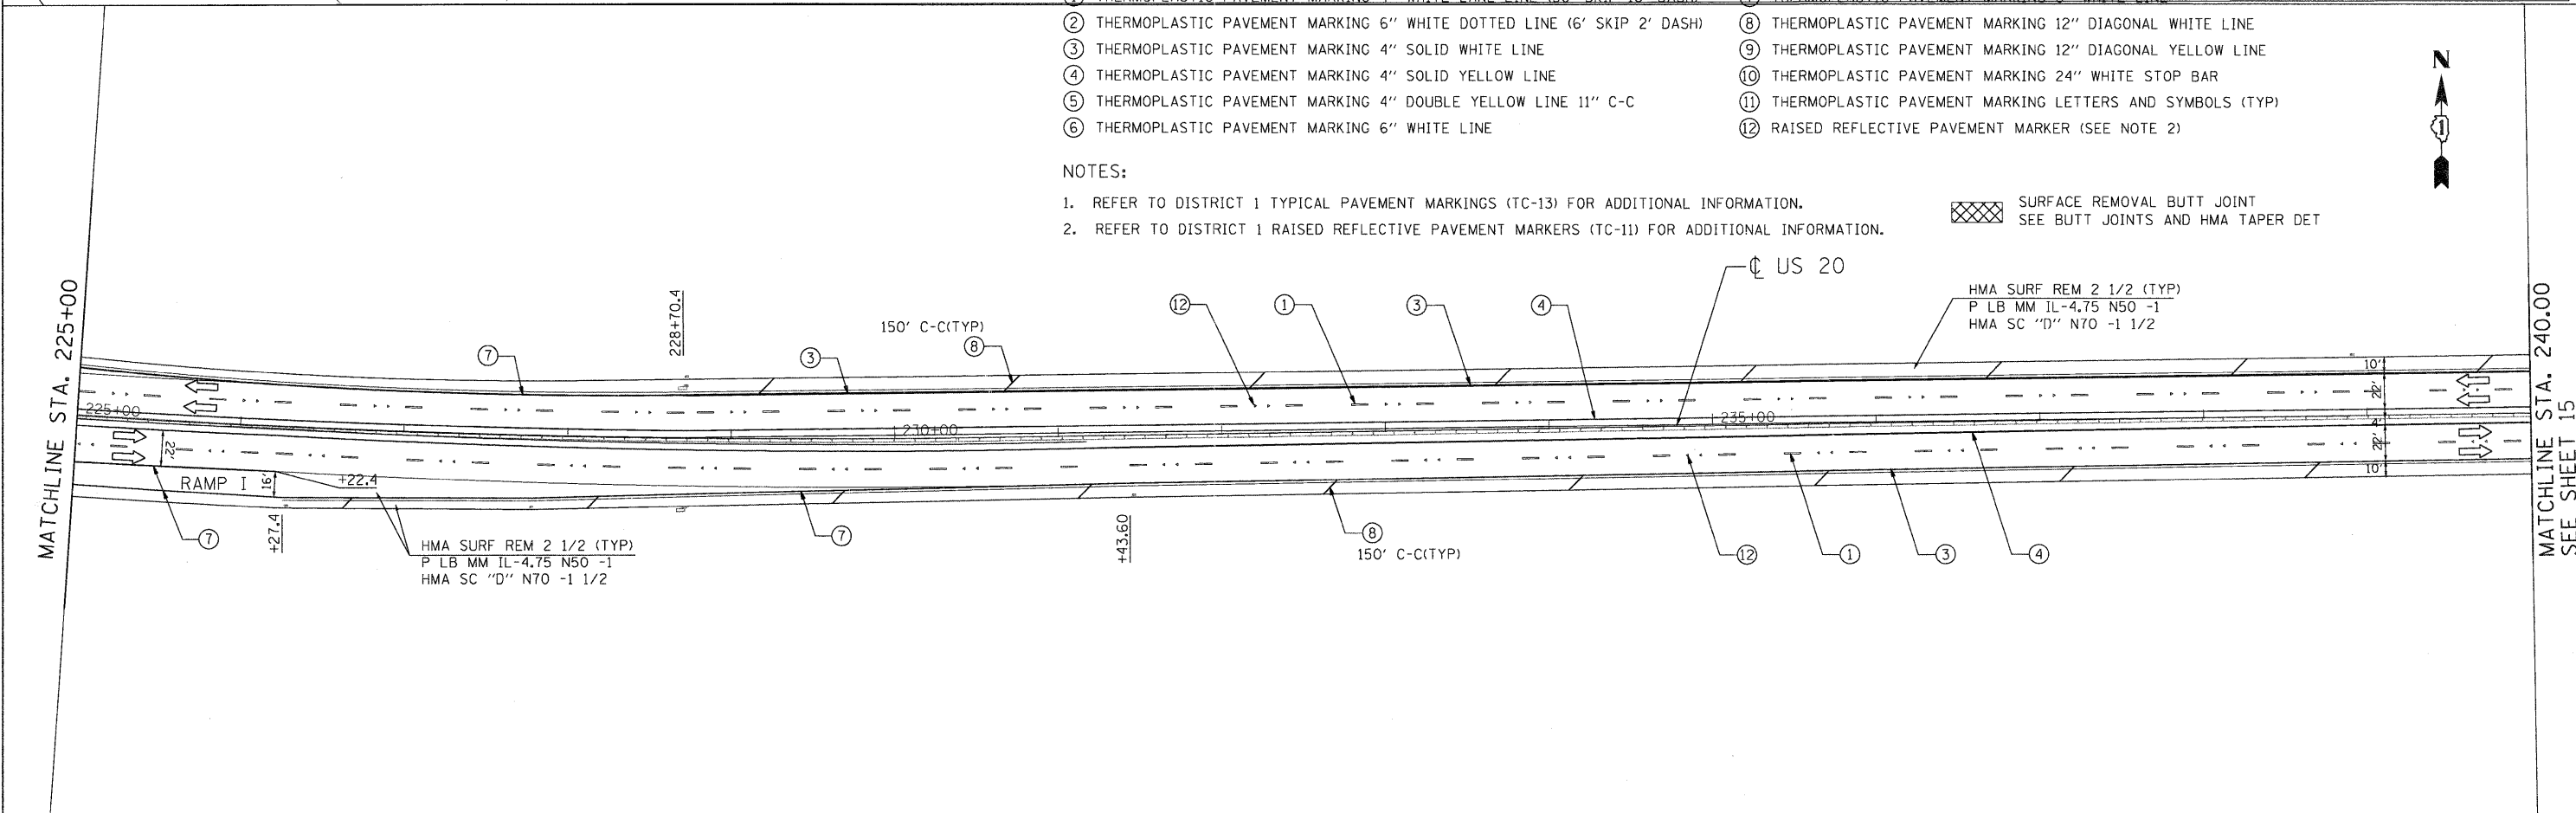 ② THERMOPLASTIC PAVEMENT MARKING 6" WHITE DOTTED LINE (6' SKIP 2' DASH)
③ THERMOPLASTIC PAVEMENT MARKING 4" SOLID WHITE LINE
④ THERMOPLASTIC PAVEMENT MARKING 4" SOLID YELLOW LINE
⑤ THERMOPLASTIC PAVEMENT MARKING 4" DOUBLE YELLOW LINE 11" C-C
⑥ THERMOPLASTIC PAVEMENT MARKING 6" WHITE LINE
⑧ THERMOPLASTIC PAVEMENT MARKING 12" DIAGONAL WHITE LINE
⑨ THERMOPLASTIC PAVEMENT MARKING 12" DIAGONAL YELLOW LINE
⑩ THERMOPLASTIC PAVEMENT MARKING 24" WHITE STOP BAR
⑪ THERMOPLASTIC PAVEMENT MARKING LETTERS AND SYMBOLS (TYP)
⑫ RAISED REFLECTIVE PAVEMENT MARKER (SEE NOTE 2)
N
1
NOTES:
1. REFER TO DISTRICT 1 TYPICAL PAVEMENT MARKINGS (TC-13) FOR ADDITIONAL INFORMATION.
2. REFER TO DISTRICT 1 RAISED REFLECTIVE PAVEMENT MARKERS (TC-11) FOR ADDITIONAL INFORMATION.
SURFACE REMOVAL BUTT JOINT
SEE BUTT JOINTS AND HMA TAPER DET
MATCHLINE STA. 225+00
℄ US 20
228+70.4
150' C-C(TYP)
⑦
③
⑧
⑫
①
③
④
HMA SURF REM 2 1/2 (TYP)
P LB MM IL-4.75 N50 -1
HMA SC "D" N70 -1 1/2
225+00
230+00
235+00
10'
22'
4'
22'
10'
22'
RAMP I
16'
+22.4
+27.4
⑦
HMA SURF REM 2 1/2 (TYP)
P LB MM IL-4.75 N50 -1
HMA SC "D" N70 -1 1/2
⑦
+43.60
⑧
150' C-C(TYP)
⑫
①
③
④
MATCHLINE STA. 240.00
SEE SHEET 15